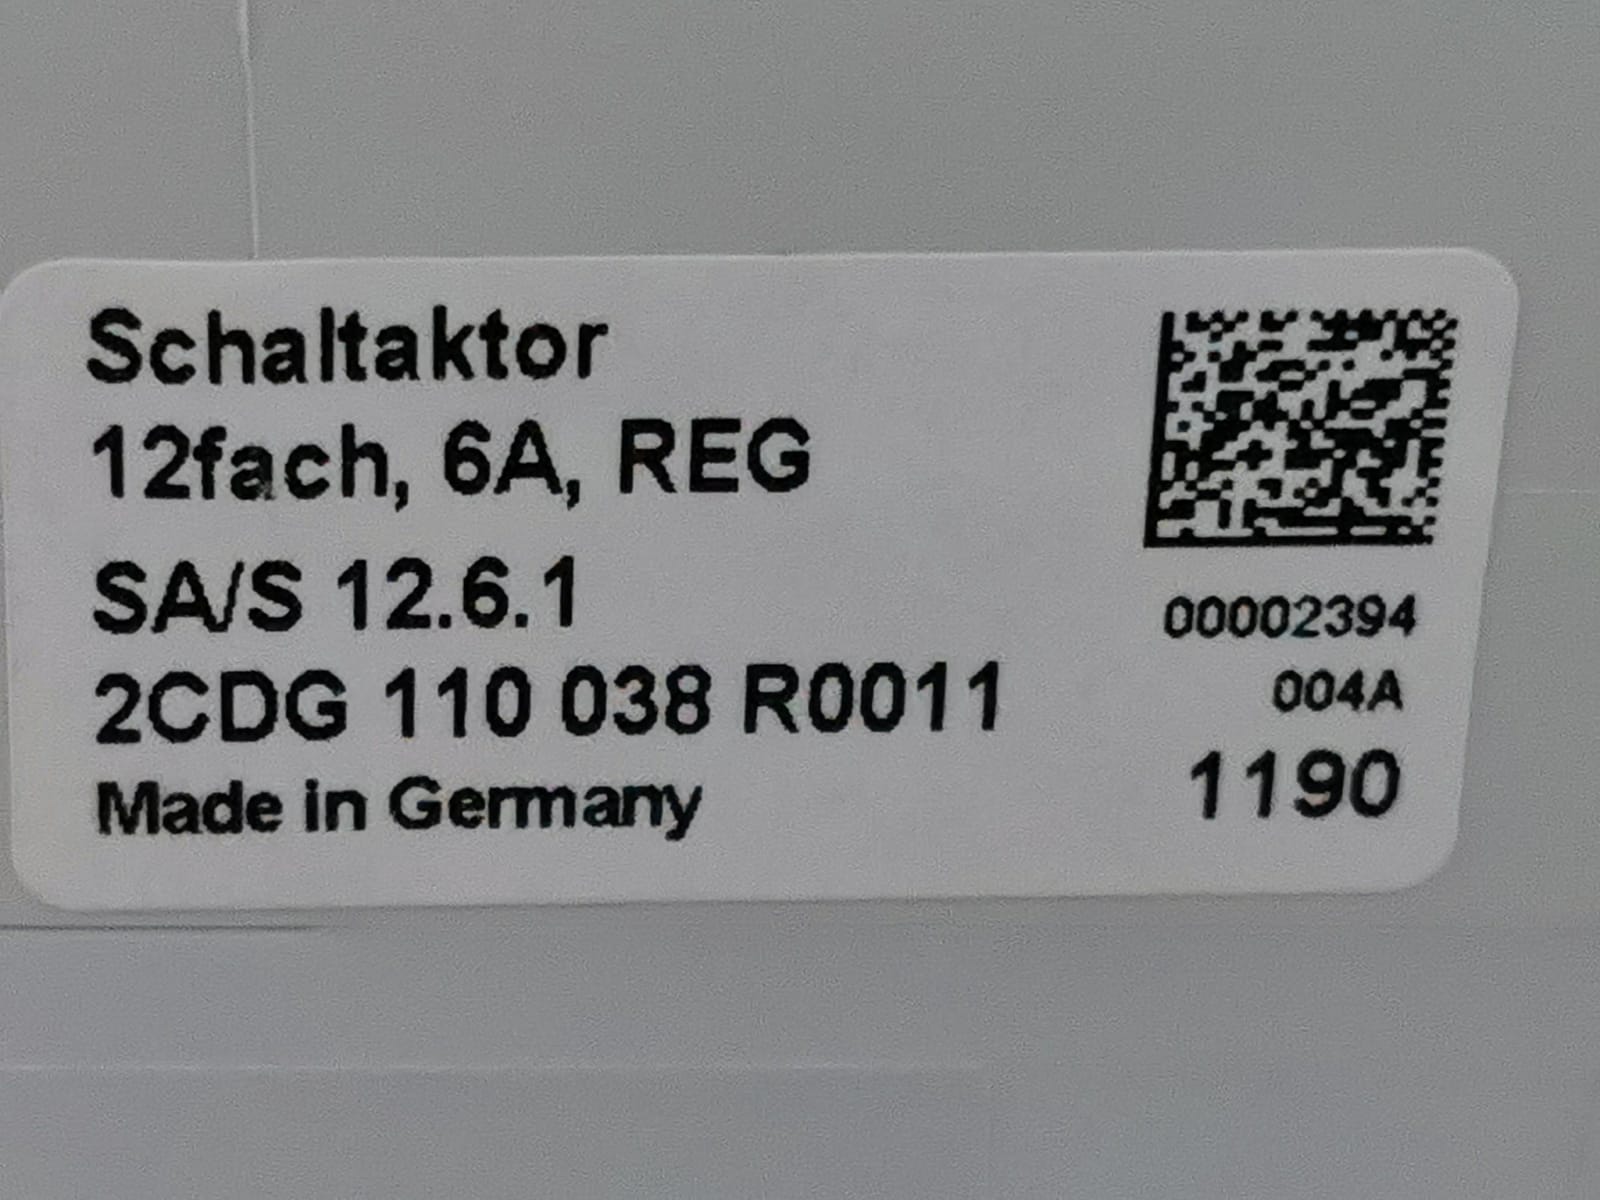 Schaltaktor
12fach, 6A, REG
SA/S 12.6.1
2CDG 110 038 R0011
Made in Germany
00002394
004A
1190